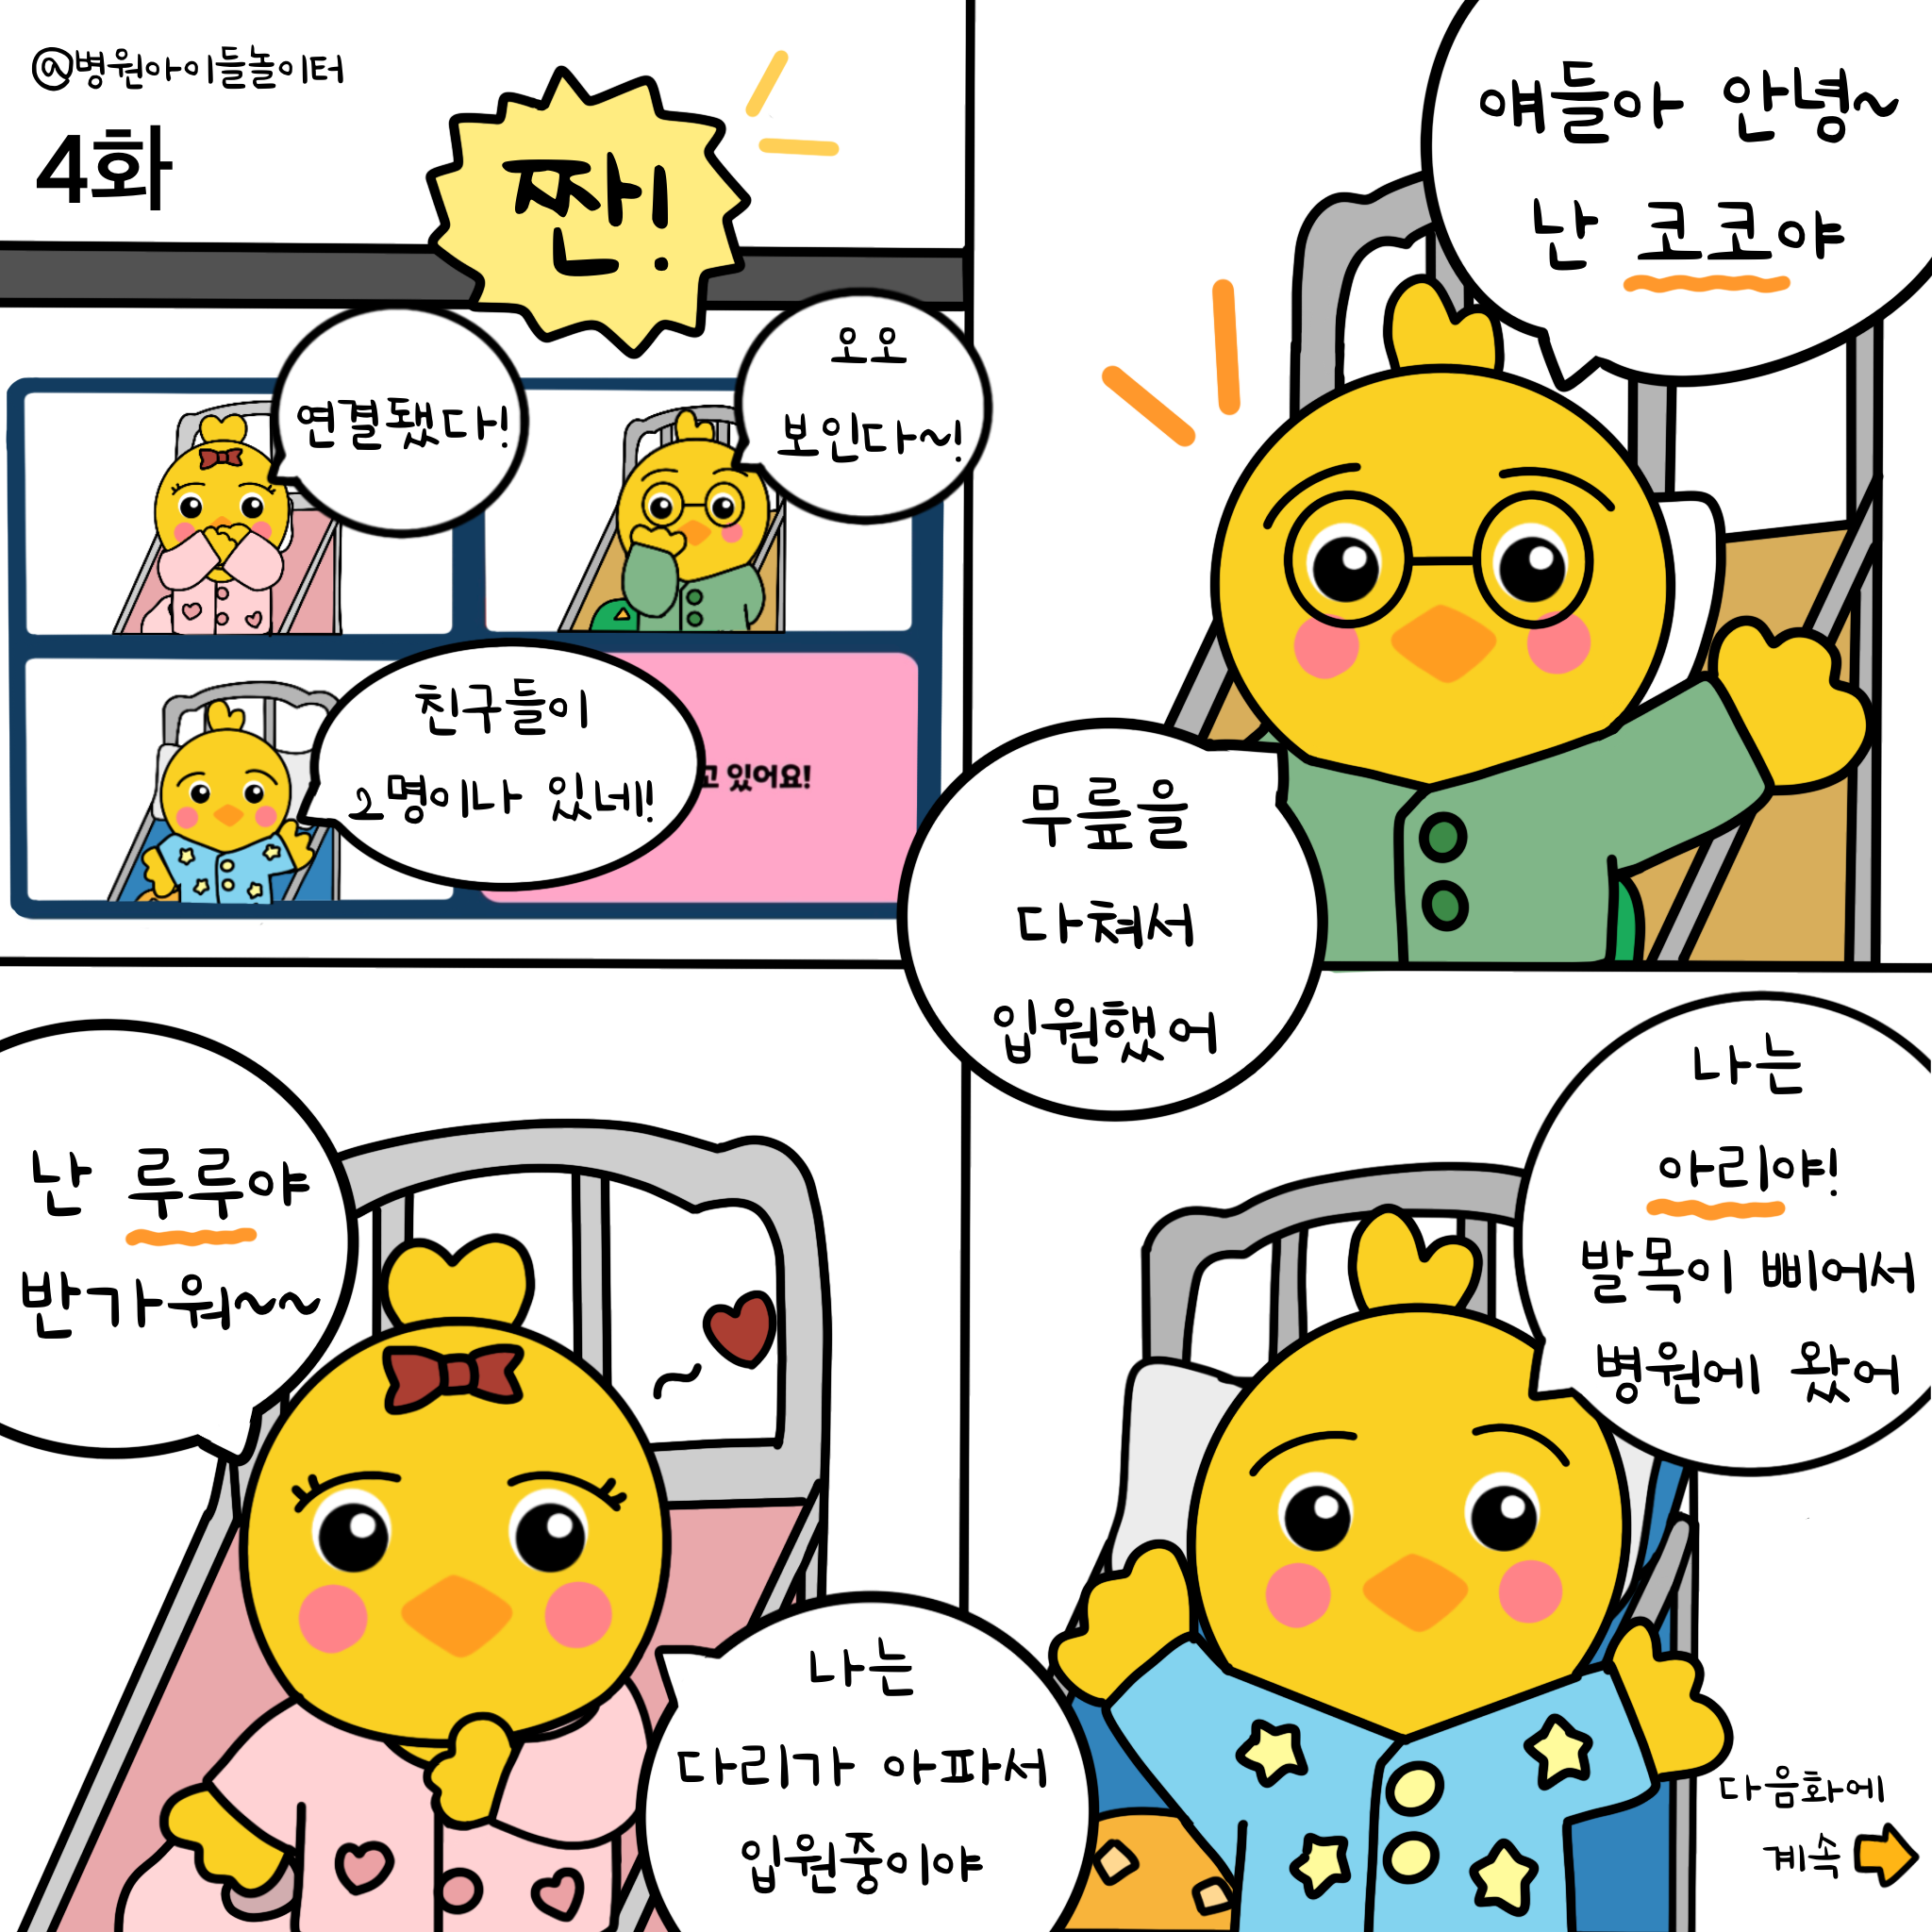 @병원아이들놀이터
4화
짠!
연결됐다!
오오
보인다~!
친구들이
2명이나 있네!
고 있어요!
얘들아 안녕~
난 코코야
무릎을
다쳐서
입원했어
난 루루야
반가워~~
나는
다리가 아파서
입원중이야
나는
아리야!
발목이 삐어서
병원에 왔어
다음화에
계속